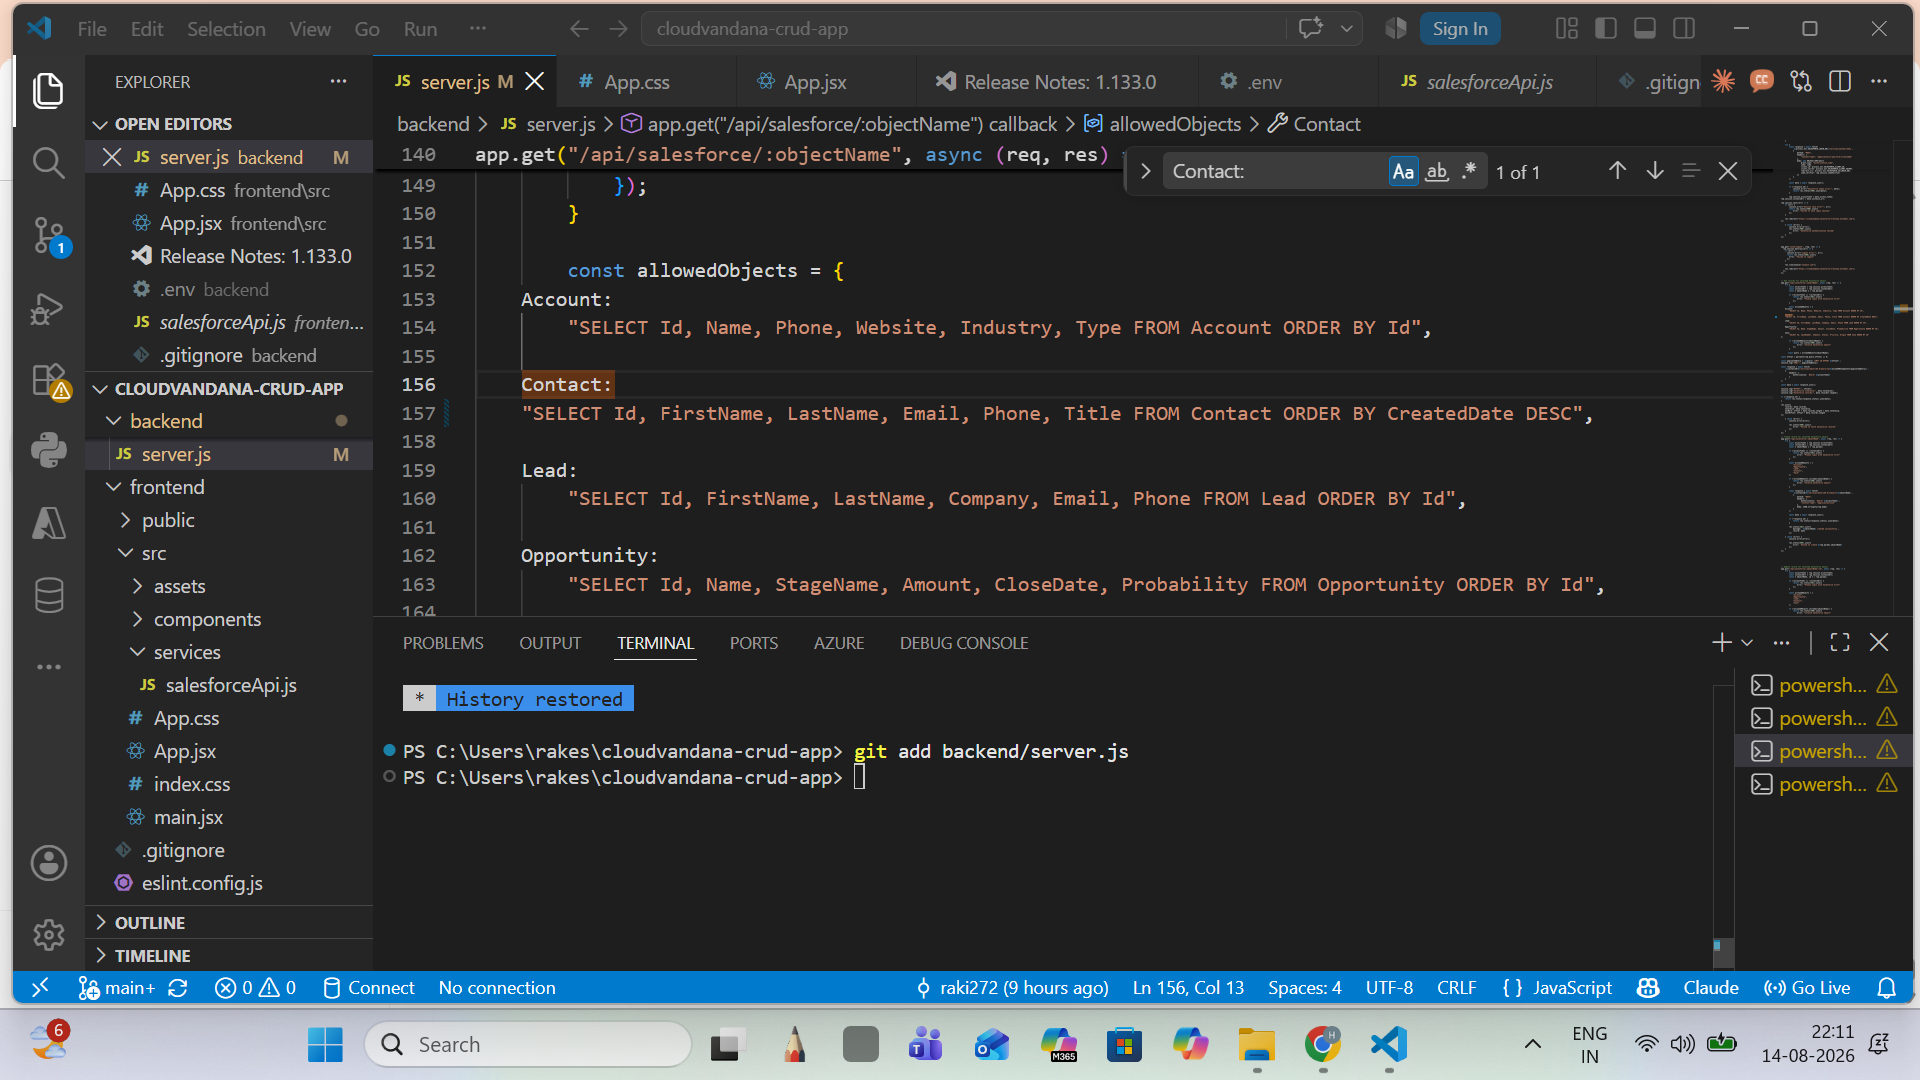 File Edit Selection View Go Run ···
cloudvandana-crud-app
Sign In
EXPLORER
OPEN EDITORS
server.js backend M
App.css frontend\src
App.jsx frontend\src
Release Notes: 1.133.0
.env backend
salesforceApi.js fronten...
.gitignore backend
CLOUDVANDANA-CRUD-APP
backend
server.js M
frontend
public
src
assets
components
services
salesforceApi.js
App.css
App.jsx
index.css
main.jsx
.gitignore
eslint.config.js
OUTLINE
TIMELINE
1
server.js M
App.css
App.jsx
Release Notes: 1.133.0
.env
salesforceApi.js
.gitign
backend > JS server.js > app.get("/api/salesforce/:objectName") callback > allowedObjects > Contact
Contact:
Aa ab .* 1 of 1
140 app.get("/api/salesforce/:objectName", async (req, res)
149 });
150 }
151
152 const allowedObjects = {
153 Account:
154 "SELECT Id, Name, Phone, Website, Industry, Type FROM Account ORDER BY Id",
155
156 Contact:
157 "SELECT Id, FirstName, LastName, Email, Phone, Title FROM Contact ORDER BY CreatedDate DESC",
158
159 Lead:
160 "SELECT Id, FirstName, LastName, Company, Email, Phone FROM Lead ORDER BY Id",
161
162 Opportunity:
163 "SELECT Id, Name, StageName, Amount, CloseDate, Probability FROM Opportunity ORDER BY Id",
164
PROBLEMS OUTPUT TERMINAL PORTS AZURE DEBUG CONSOLE
* History restored
PS C:\Users\rakes\cloudvandana-crud-app> git add backend/server.js
PS C:\Users\rakes\cloudvandana-crud-app>
powersh...
powersh...
powersh...
powersh...
main+ 0 0 Connect No connection
raki272 (9 hours ago) Ln 156, Col 13 Spaces: 4 UTF-8 CRLF { } JavaScript Claude Go Live
6
Search
M365
ENG
IN
22:11
14-08-2026